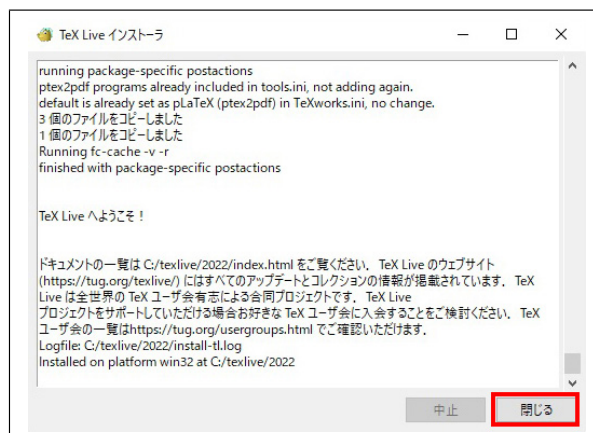 TeX Live インストーラ
running package-specific postactions
ptex2pdf programs already included in tools.ini, not adding again.
default is already set as pLaTeX (ptex2pdf) in TeXworks.ini, no change.
3 個のファイルをコピーしました
1 個のファイルをコピーしました
Running fc-cache -v -r
finished with package-specific postactions
TeX Live へようこそ！
ドキュメントの一覧は C:/texlive/2022/index.html をご覧ください． TeX Live のウェブサイト
(https://tug.org/texlive/) にはすべてのアップデートとコレクションの情報が掲載されています． TeX
Live は全世界の TeX ユーザ会有志による合同プロジェクトです． TeX Live
プロジェクトをサポートしていただける場合お好きな TeX ユーザ会に入会することをご検討ください． TeX
ユーザ会の一覧はhttps://tug.org/usergroups.html でご確認いただけます．
Logfile: C:/texlive/2022/install-tl.log
Installed on platform win32 at C:/texlive/2022
中止 閉じる